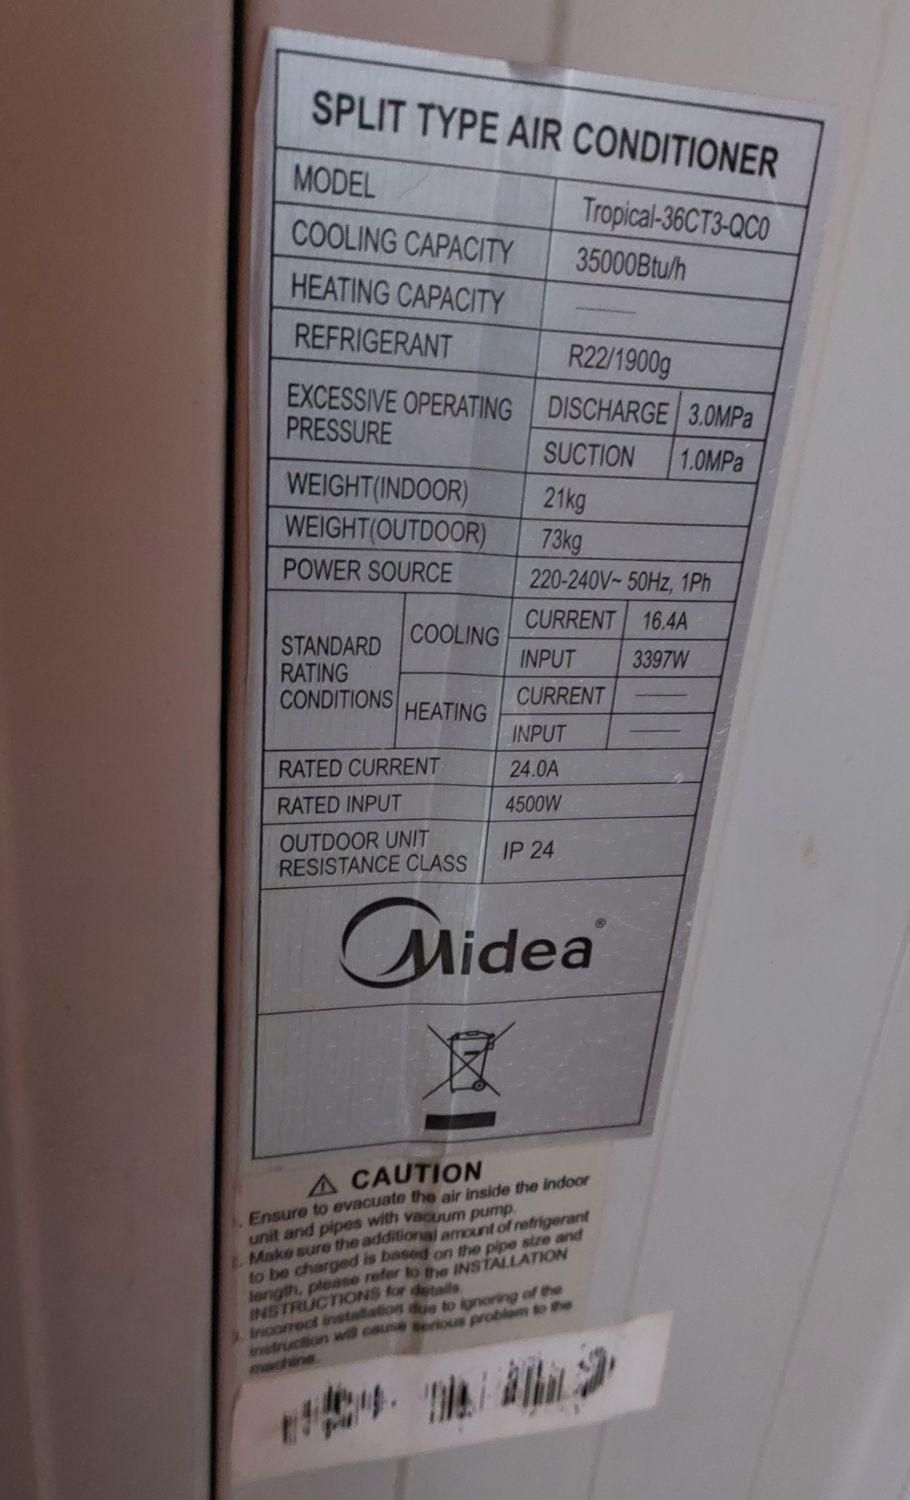 SPLIT TYPE AIR CONDITIONER
MODEL Tropical-36CT3-QC0
COOLING CAPACITY 35000Btu/h
HEATING CAPACITY ———
REFRIGERANT R22/1900g
EXCESSIVE OPERATING PRESSURE DISCHARGE 3.0MPa
SUCTION 1.0MPa
WEIGHT(INDOOR) 21kg
WEIGHT(OUTDOOR) 73kg
POWER SOURCE 220-240V~ 50Hz, 1Ph
STANDARD RATING CONDITIONS COOLING CURRENT 16.4A
INPUT 3397W
HEATING CURRENT ———
INPUT ———
RATED CURRENT 24.0A
RATED INPUT 4500W
OUTDOOR UNIT RESISTANCE CLASS IP 24
Midea®
CAUTION
1. Ensure to evacuate the air inside the indoor
unit and pipes with vacuum pump.
2. Make sure the additional amount of refrigerant
to be charged is based on the pipe size and
length, please refer to the INSTALLATION
INSTRUCTIONS for details.
3. Incorrect installation due to ignoring of the
instruction will cause serious problem to the
machine.